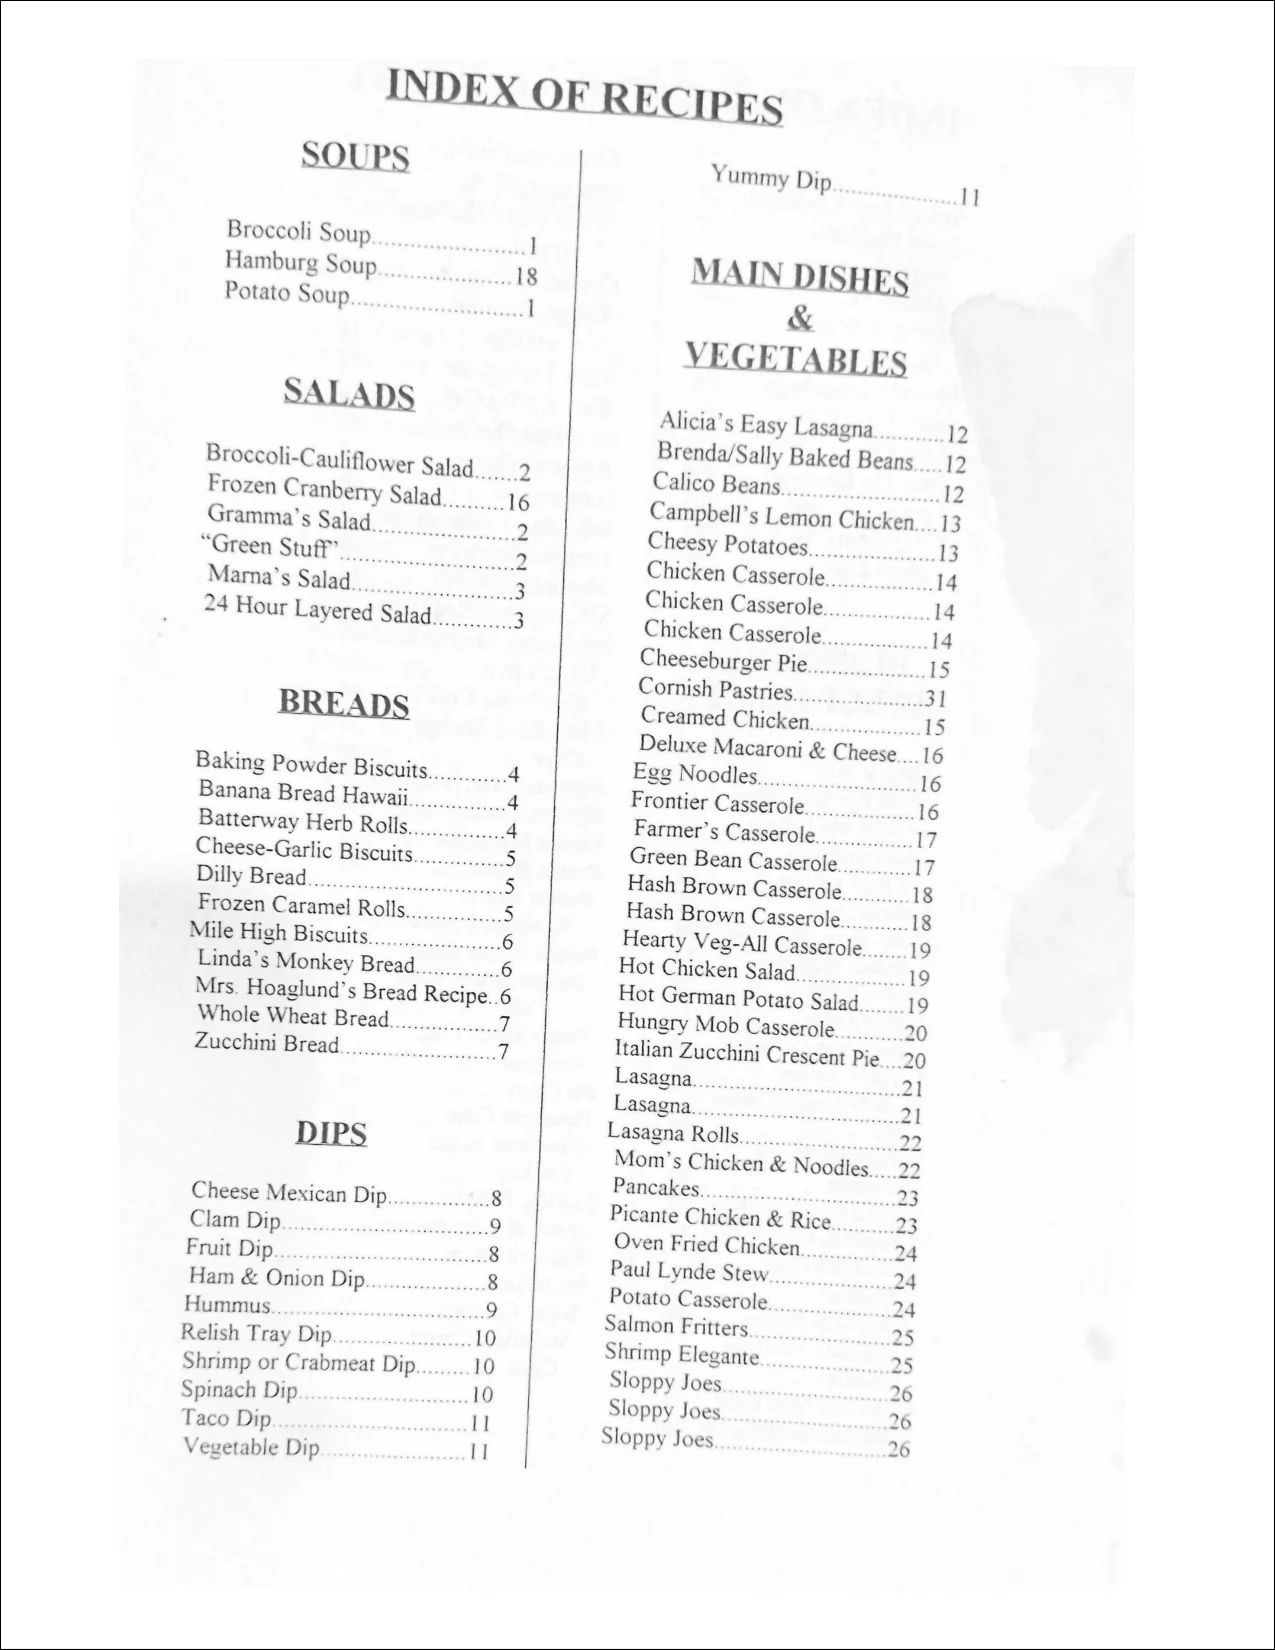 INDEX OF RECIPES
SOUPS
Broccoli Soup........................1
Hamburg Soup.....................18
Potato Soup...........................1
SALADS
Broccoli-Cauliflower Salad.......2
Frozen Cranberry Salad..........16
Gramma's Salad.......................2
“Green Stuff”...........................2
Mama's Salad..........................3
24 Hour Layered Salad............3
BREADS
Baking Powder Biscuits............4
Banana Bread Hawaii...............4
Batterway Herb Rolls...............4
Cheese-Garlic Biscuits..............5
Dilly Bread..............................5
Frozen Caramel Rolls...............5
Mile High Biscuits....................6
Linda's Monkey Bread.............6
Mrs. Hoaglund's Bread Recipe..6
Whole Wheat Bread.................7
Zucchini Bread........................7
DIPS
Cheese Mexican Dip................8
Clam Dip................................9
Fruit Dip.................................8
Ham & Onion Dip...................8
Hummus.................................9
Relish Tray Dip......................10
Shrimp or Crabmeat Dip.........10
Spinach Dip..........................10
Taco Dip..............................11
Vegetable Dip.......................11
Yummy Dip...................11
MAIN DISHES
&
VEGETABLES
Alicia's Easy Lasagna...........12
Brenda/Sally Baked Beans.....12
Calico Beans.........................12
Campbell's Lemon Chicken....13
Cheesy Potatoes....................13
Chicken Casserole.................14
Chicken Casserole.................14
Chicken Casserole.................14
Cheeseburger Pie..................15
Cornish Pastries....................31
Creamed Chicken.................15
Deluxe Macaroni & Cheese....16
Egg Noodles.........................16
Frontier Casserole.................16
Farmer's Casserole...............17
Green Bean Casserole............17
Hash Brown Casserole...........18
Hash Brown Casserole...........18
Hearty Veg-All Casserole.......19
Hot Chicken Salad.................19
Hot German Potato Salad.......19
Hungry Mob Casserole...........20
Italian Zucchini Crescent Pie....20
Lasagna.................................21
Lasagna.................................21
Lasagna Rolls........................22
Mom's Chicken & Noodles.....22
Pancakes...............................23
Picante Chicken & Rice..........23
Oven Fried Chicken...............24
Paul Lynde Stew...................24
Potato Casserole...................24
Salmon Fritters......................25
Shrimp Elegante....................25
Sloppy Joes...........................26
Sloppy Joes...........................26
Sloppy Joes...........................26